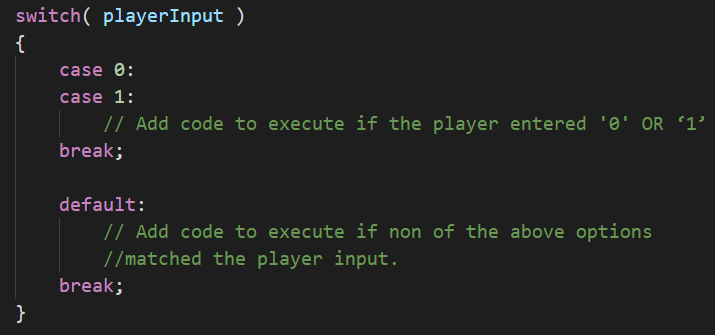 switch( playerInput )
{
case 0:
case 1:
// Add code to execute if the player entered '0' OR ‘1’
break;
default:
// Add code to execute if non of the above options
//matched the player input.
break;
}